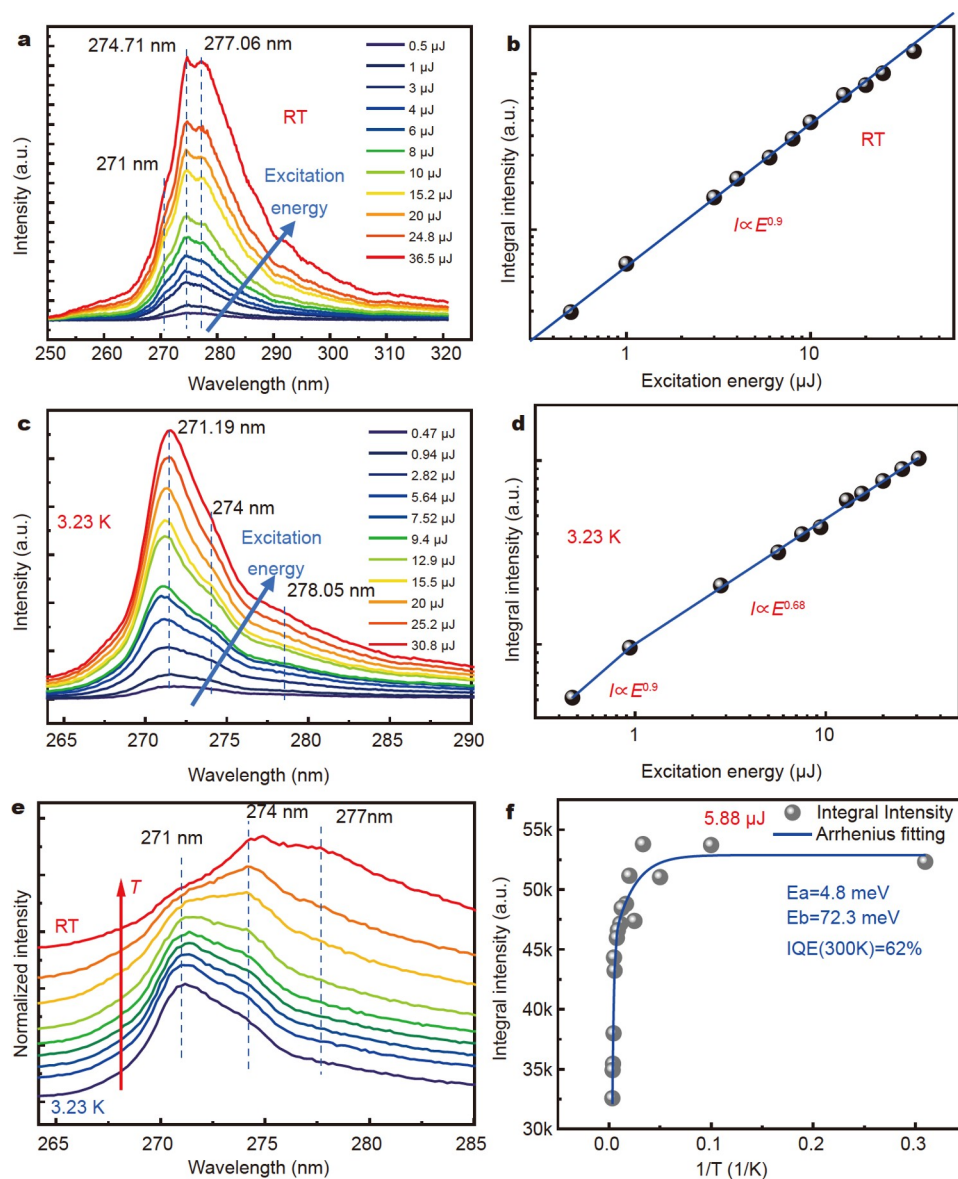 a
274.71 nm
277.06 nm
271 nm
RT
Excitation
energy
0.5 µJ
1 µJ
3 µJ
4 µJ
6 µJ
8 µJ
10 µJ
15.2 µJ
20 µJ
24.8 µJ
36.5 µJ
Intensity (a.u.)
250 260 270 280 290 300 310 320
Wavelength (nm)
b
RT
I∝E^0.9
Integral intensity (a.u.)
1 10
Excitation energy (µJ)
c
271.19 nm
274 nm
278.05 nm
3.23 K
Excitation
energy
0.47 µJ
0.94 µJ
2.82 µJ
5.64 µJ
7.52 µJ
9.4 µJ
12.9 µJ
15.5 µJ
20 µJ
25.2 µJ
30.8 µJ
Intensity (a.u.)
265 270 275 280 285 290
Wavelength (nm)
d
3.23 K
I∝E^0.68
I∝E^0.9
Integral intensity (a.u.)
1 10
Excitation energy (µJ)
e
271 nm
274 nm
277nm
T
RT
3.23 K
Normalized intensity
265 270 275 280 285
Wavelength (nm)
f
5.88 µJ
Integral Intensity
Arrhenius fitting
Ea=4.8 meV
Eb=72.3 meV
IQE(300K)=62%
Integral intensity (a.u.)
55k
50k
45k
40k
35k
30k
0.0 0.1 0.2 0.3
1/T (1/K)